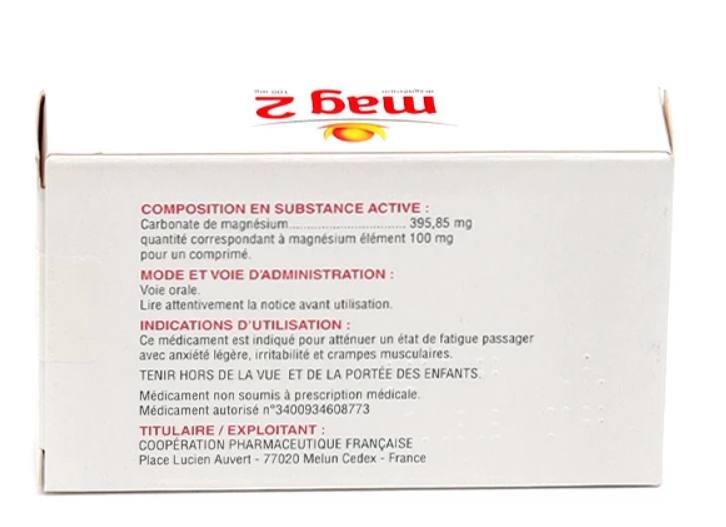 mag 2
magnésium 100 mg
COMPOSITION EN SUBSTANCE ACTIVE :
Carbonate de magnésium.................................... 395,85 mg
quantité correspondant à magnésium élément 100 mg
pour un comprimé.
MODE ET VOIE D'ADMINISTRATION :
Voie orale.
Lire attentivement la notice avant utilisation.
INDICATIONS D'UTILISATION :
Ce médicament est indiqué pour atténuer un état de fatigue passager
avec anxiété légère, irritabilité et crampes musculaires.
TENIR HORS DE LA VUE ET DE LA PORTÉE DES ENFANTS.
Médicament non soumis à prescription médicale.
Médicament autorisé n°3400934608773
TITULAIRE / EXPLOITANT :
COOPÉRATION PHARMACEUTIQUE FRANÇAISE
Place Lucien Auvert - 77020 Melun Cedex - France